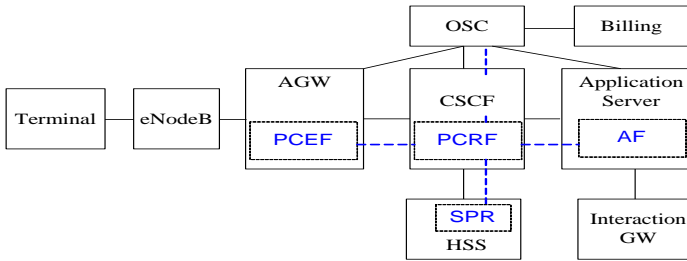 OSC
Billing
AGW
CSCF
Application
Server
Terminal
eNodeB
PCEF
PCRF
AF
SPR
HSS
Interaction
GW